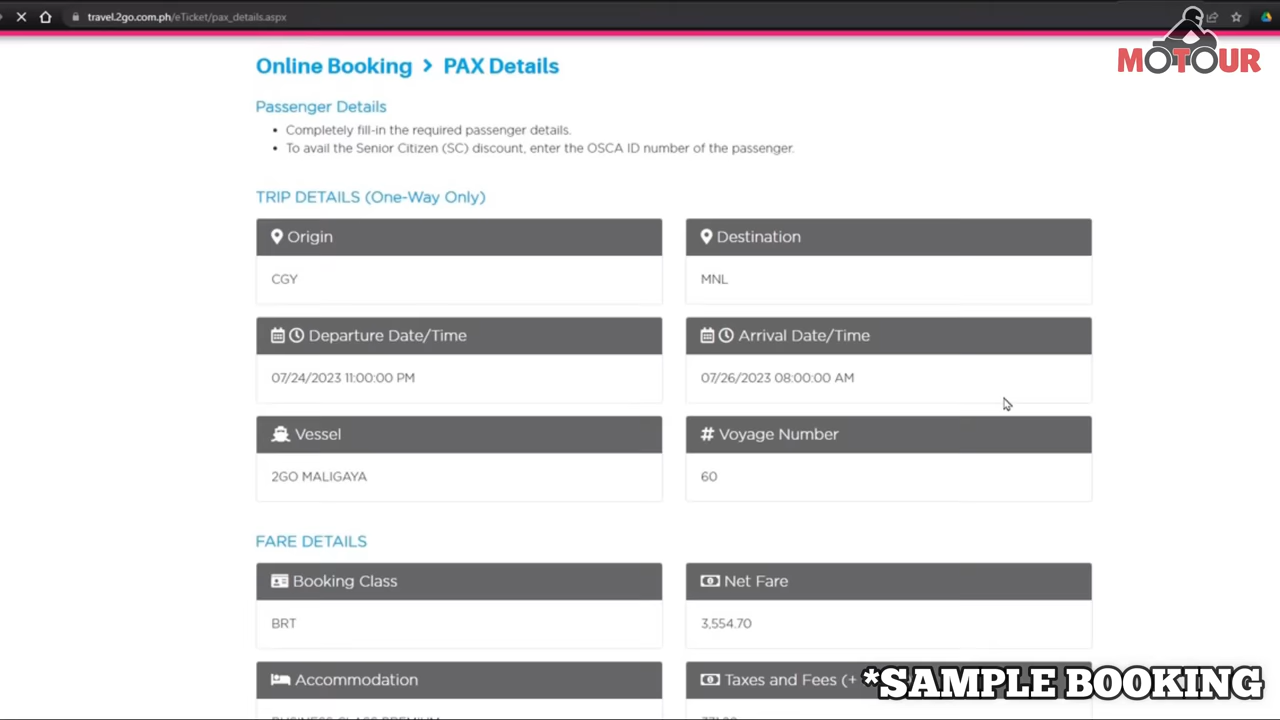 travel.2go.com.ph/eTicket/pax_details.aspx
MOTOUR
Online Booking > PAX Details
Passenger Details
• Completely fill-in the required passenger details.
• To avail the Senior Citizen (SC) discount, enter the OSCA ID number of the passenger.
TRIP DETAILS (One-Way Only)
Origin
Destination
CGY
MNL
Departure Date/Time
Arrival Date/Time
07/24/2023 11:00:00 PM
07/26/2023 08:00:00 AM
Vessel
# Voyage Number
2GO MALIGAYA
60
FARE DETAILS
Booking Class
Net Fare
BRT
3,554.70
Accommodation
Taxes and Fees (+
*SAMPLE BOOKING
BUSINESS CLASS PREMIUM